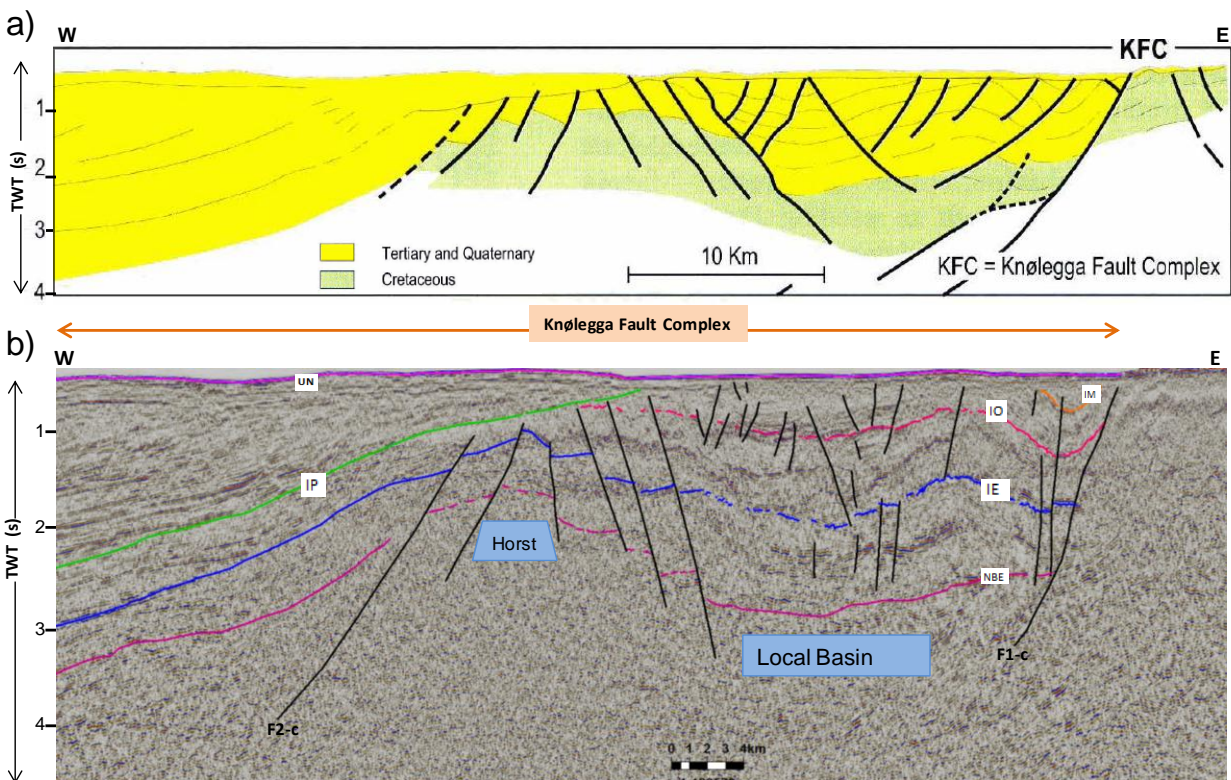 a)
W
E
KFC
TWT (s)
1
2
3
4
Tertiary and Quaternary
Cretaceous
10 Km
KFC = Knølegga Fault Complex
Knølegga Fault Complex
b)
W
E
UN
IM
IO
IP
IE
NBE
TWT (s)
1
2
3
4
Horst
Local Basin
F1-c
F2-c
0 1 2 3 4km